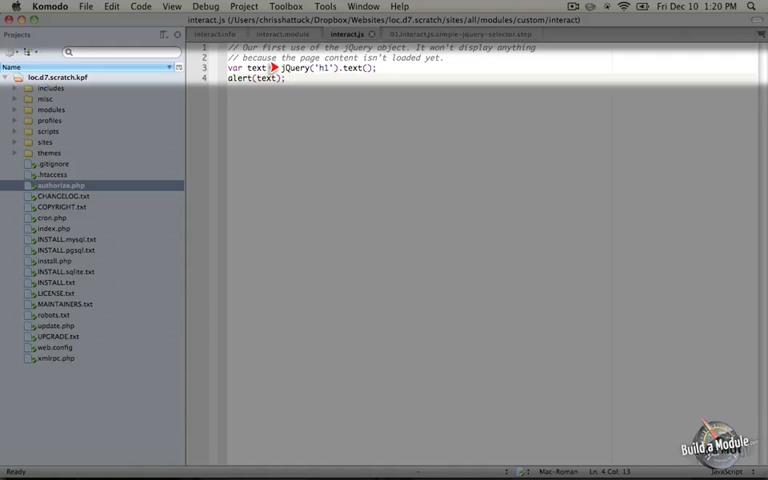 Komodo File Edit Code View Debug Project Toolbox Tools Window Help Fri Dec 10 1:20 PM
interact.js (/Users/chrisshattuck/Dropbox/Websites/loc.d7.scratch/sites/all/modules/custom/interact)
Projects
interact.info interact.module interact.js 01.interact.js.simple-jquery-selector.step
Name
loc.d7.scratch.kpf
includes
misc
modules
profiles
scripts
sites
themes
.gitignore
.htaccess
authorize.php
CHANGELOG.txt
COPYRIGHT.txt
cron.php
index.php
INSTALL.mysql.txt
INSTALL.pgsql.txt
install.php
INSTALL.sqlite.txt
INSTALL.txt
LICENSE.txt
MAINTAINERS.txt
robots.txt
update.php
UPGRADE.txt
web.config
xmlrpc.php
1 // Our first use of the jQuery object. It won't display anything
2 // because the page content isn't loaded yet.
3 var text jQuery('h1').text();
4 alert(text);
Build a Module.com
Ready Mac-Roman Ln: 4 Col: 13 JavaScript